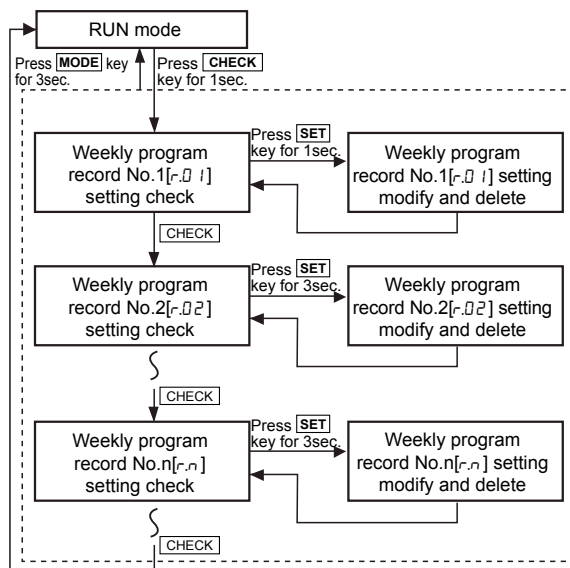 RUN mode
Press MODE key
for 3sec.
Press CHECK
key for 1sec.
Weekly program
record No.1[r.01]
setting check
Press SET
key for 1sec.
Weekly program
record No.1[r.01] setting
modify and delete
CHECK
Weekly program
record No.2[r.02]
setting check
Press SET
key for 3sec.
Weekly program
record No.2[r.02] setting
modify and delete
CHECK
Weekly program
record No.n[r.n]
setting check
Press SET
key for 3sec.
Weekly program
record No.n[r.n] setting
modify and delete
CHECK